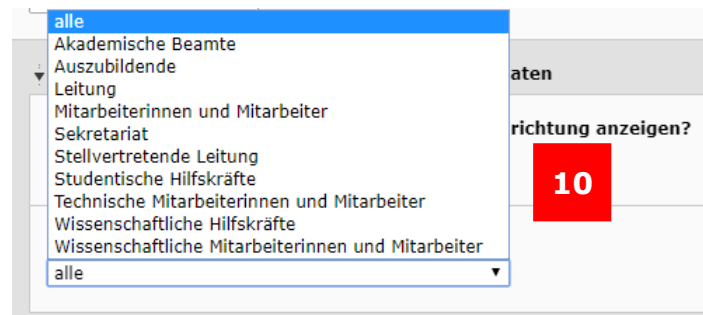 alle
Akademische Beamte
Auszubildende
aten
Leitung
Mitarbeiterinnen und Mitarbeiter
richtung anzeigen?
Sekretariat
Stellvertretende Leitung
Studentische Hilfskräfte
10
Technische Mitarbeiterinnen und Mitarbeiter
Wissenschaftliche Hilfskräfte
Wissenschaftliche Mitarbeiterinnen und Mitarbeiter
alle